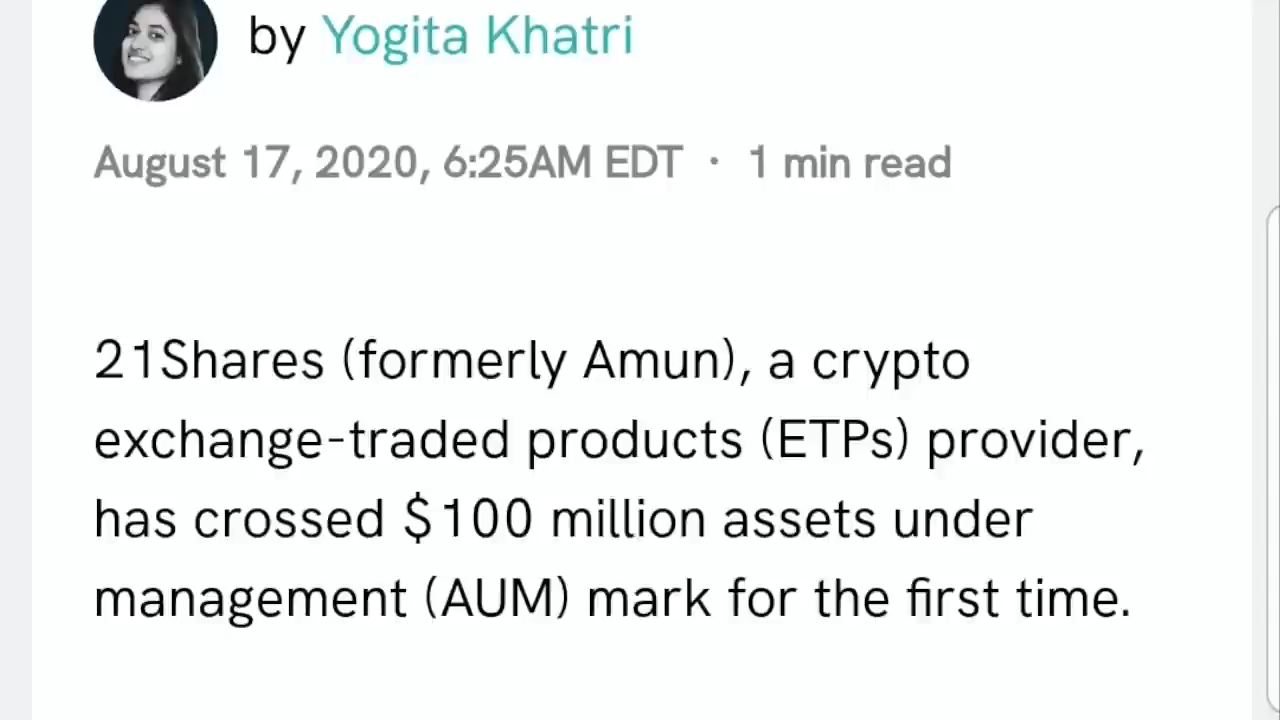 by Yogita Khatri
August 17, 2020, 6:25AM EDT · 1 min read
21Shares (formerly Amun), a crypto
exchange-traded products (ETPs) provider,
has crossed $100 million assets under
management (AUM) mark for the first time.